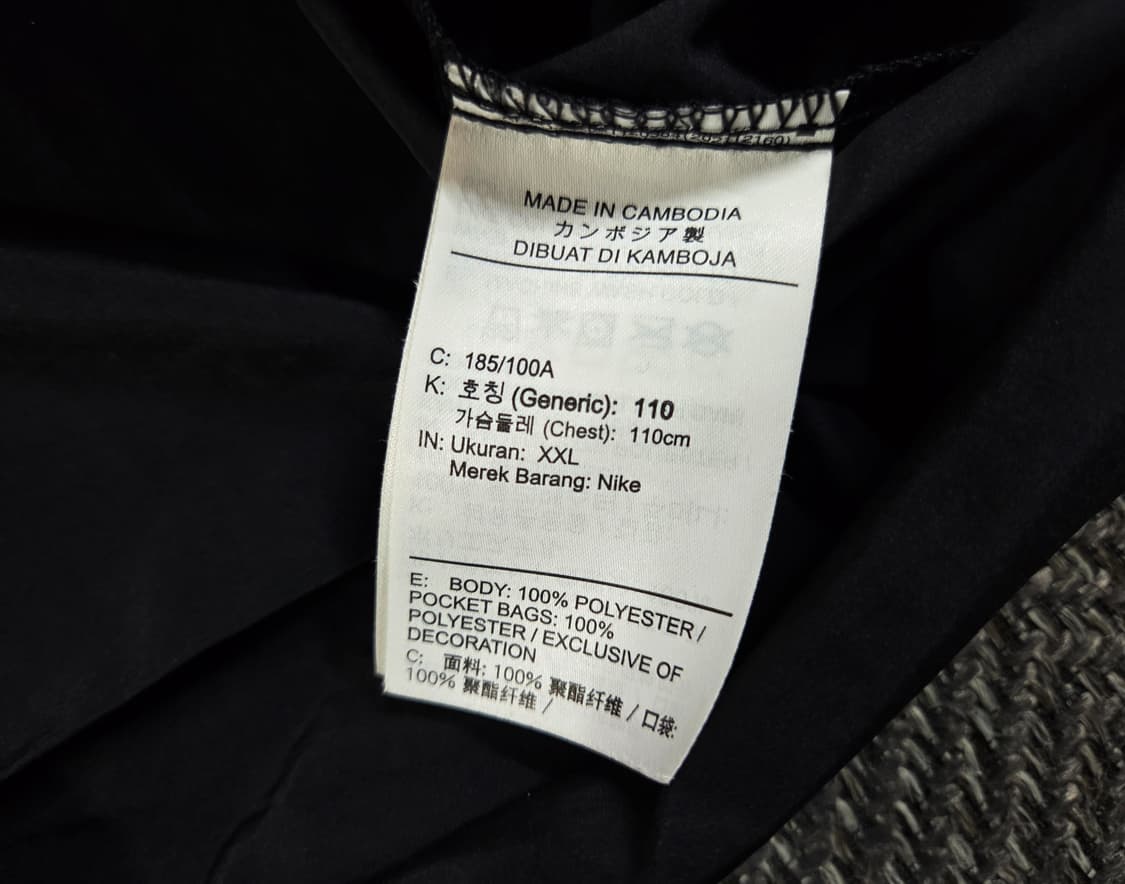 MADE IN CAMBODIA
カンボジア製
DIBUAT DI KAMBOJA
C: 185/100A
K: 호칭 (Generic): 110
가슴둘레 (Chest): 110cm
IN: Ukuran: XXL
Merek Barang: Nike
E: BODY: 100% POLYESTER /
POCKET BAGS: 100%
POLYESTER / EXCLUSIVE OF
DECORATION
C: 面料: 100% 聚酯纤维 / 口袋:
100% 聚酯纤维 /